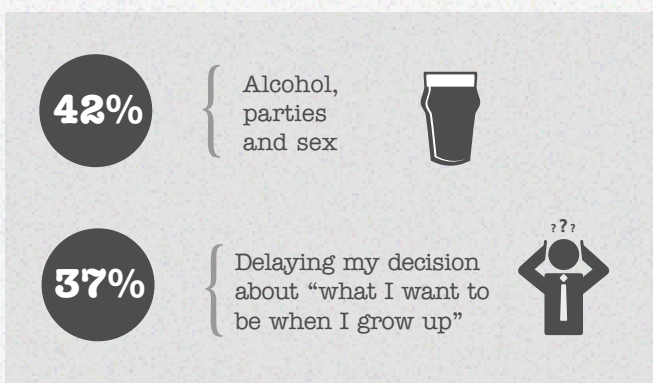 42%
Alcohol,
parties
and sex
???
37%
Delaying my decision
about “what I want to
be when I grow up”